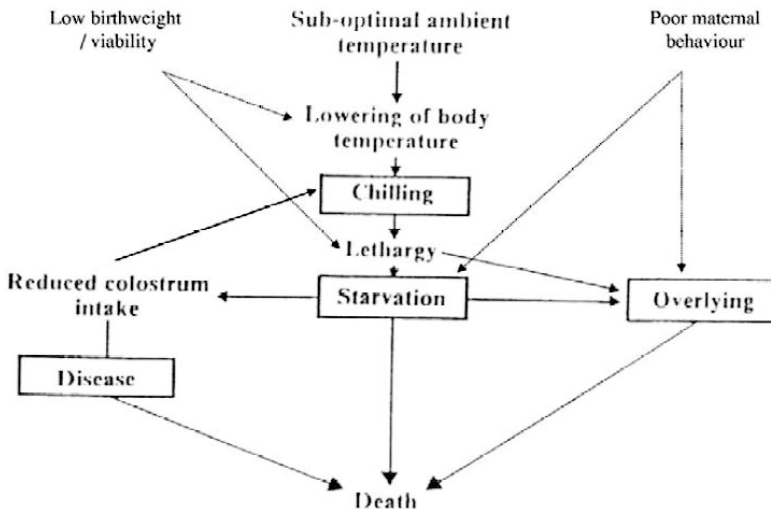 Low birthweight
/ viability
Sub-optimal ambient
temperature
Poor maternal
behaviour
Lowering of body
temperature
Chilling
Lethargy
Reduced colostrum
intake
Starvation
Overlying
Disease
Death